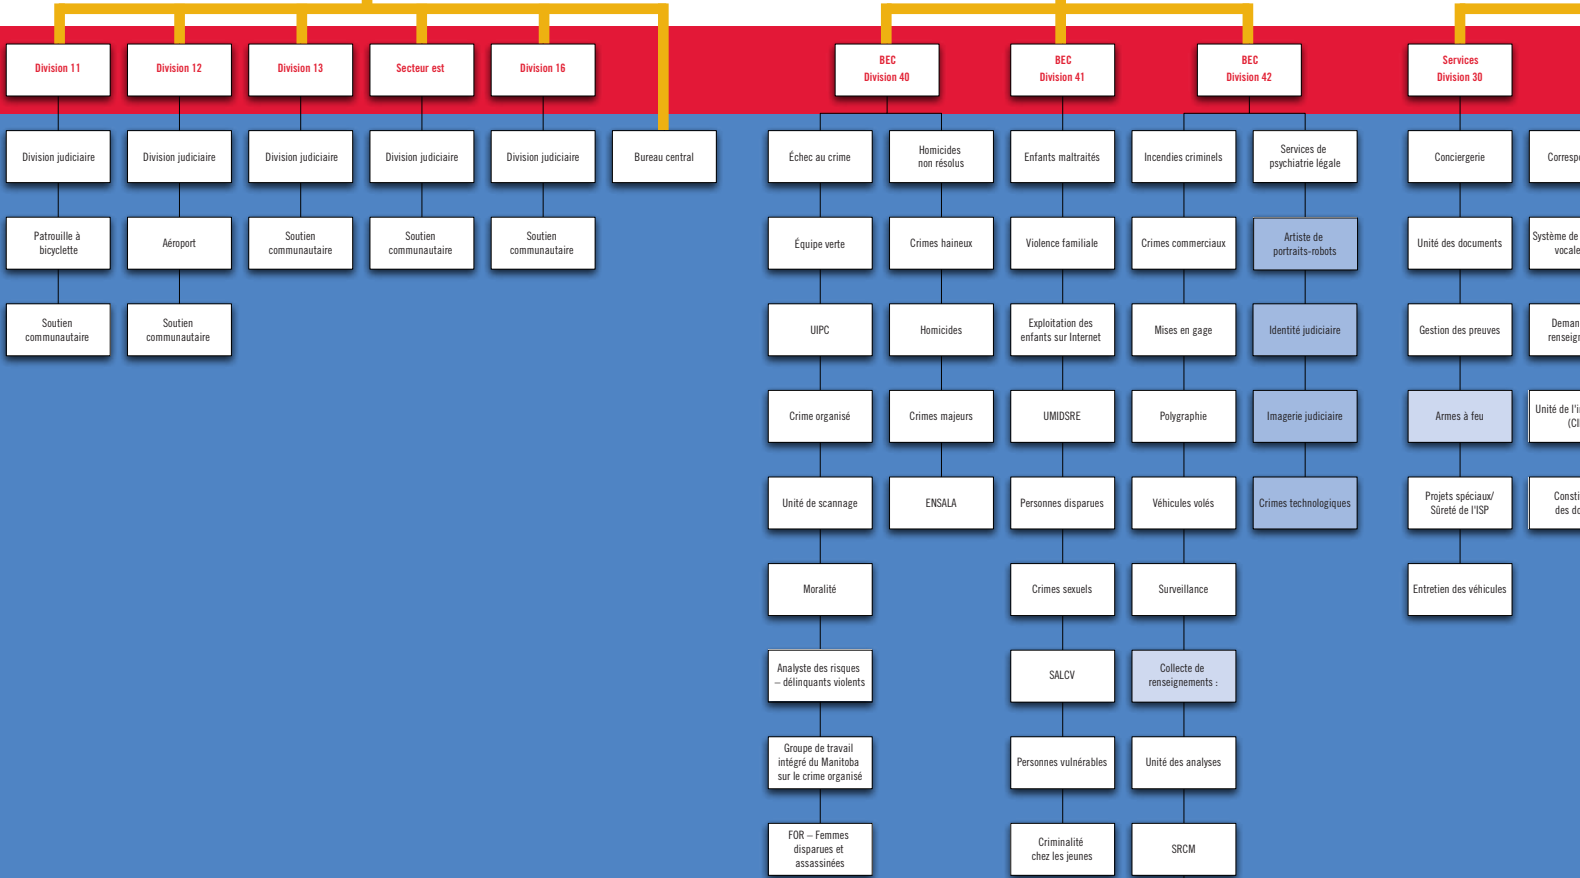 Division 11
Division 12
Division 13
Secteur est
Division 16
BEC
Division 40
BEC
Division 41
BEC
Division 42
Services
Division 30
Division judiciaire
Division judiciaire
Division judiciaire
Division judiciaire
Division judiciaire
Bureau central
Échec au crime
Homicides
non résolus
Enfants maltraités
Incendies criminels
Services de
psychiatrie légale
Conciergerie
Patrouille à
bicyclette
Aéroport
Soutien
communautaire
Soutien
communautaire
Soutien
communautaire
Équipe verte
Crimes haineux
Violence familiale
Crimes commerciaux
Artiste de
portraits-robots
Unité des documents
Système de
vocale
Soutien
communautaire
Soutien
communautaire
UIPC
Homicides
Exploitation des
enfants sur Internet
Mises en gage
Identité judiciaire
Gestion des preuves
Crime organisé
Crimes majeurs
UMIDSRE
Polygraphie
Imagerie judiciaire
Armes à feu
Unité de
Unité de scannage
ENSALA
Personnes disparues
Véhicules volés
Crimes technologiques
Projets spéciaux/
Sûreté de l'ISP
des
Moralité
Crimes sexuels
Surveillance
Entretien des véhicules
Analyste des risques
– délinquants violents
SALCV
Collecte de
renseignements :
Groupe de travail
intégré du Manitoba
sur le crime organisé
Personnes vulnérables
Unité des analyses
FOR – Femmes
disparues et
assassinées
Criminalité
chez les jeunes
SRCM